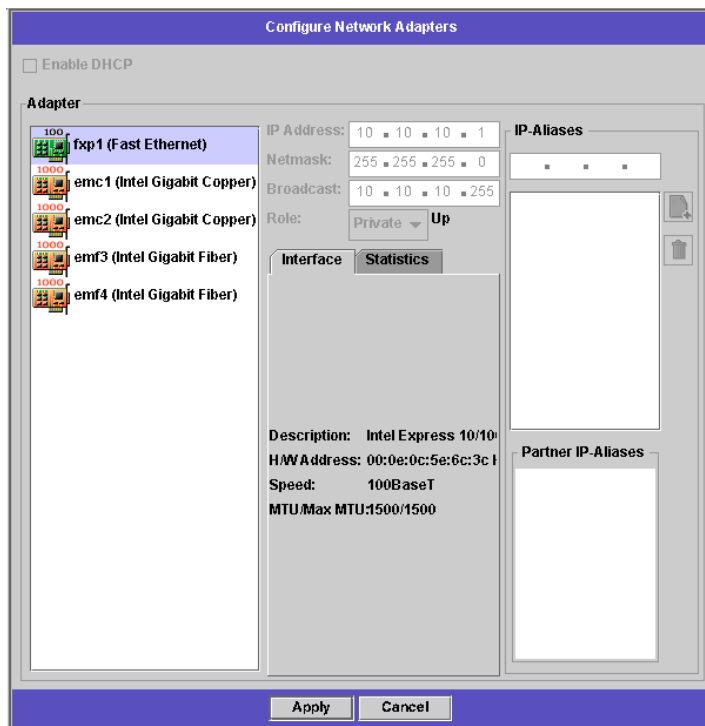 Configure Network Adapters
Enable DHCP
Adapter
100
fxp1 (Fast Ethernet)
1000
emc1 (Intel Gigabit Copper)
1000
emc2 (Intel Gigabit Copper)
1000
emf3 (Intel Gigabit Fiber)
1000
emf4 (Intel Gigabit Fiber)
IP Address: 10 . 10 . 10 . 1
Netmask: 255 . 255 . 255 . 0
Broadcast: 10 . 10 . 10 . 255
Role: Private Up
Interface Statistics
Description: Intel Express 10/10
H/W Address: 00:0e:0c:5e:6c:3c
Speed: 100BaseT
MTU/Max MTU: 1500/1500
IP-Aliases
. . .
Partner IP-Aliases
Apply Cancel